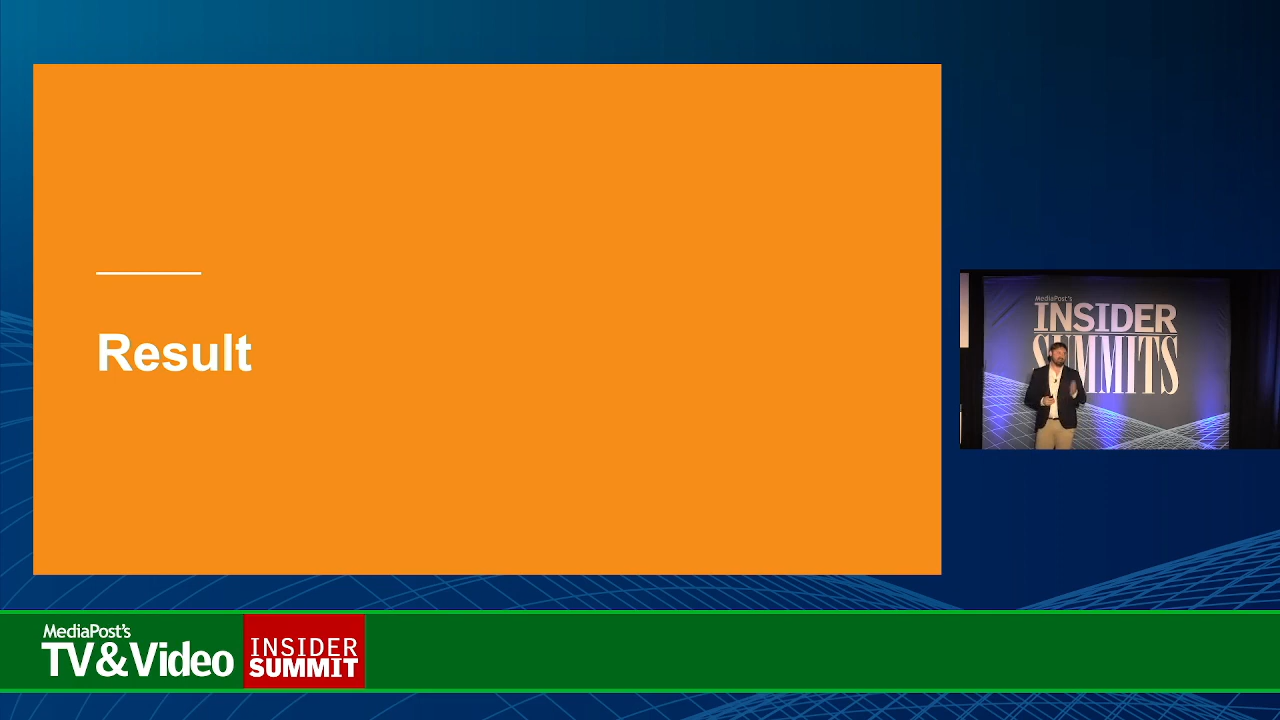 Result
MediaPost's
INSIDER
SUMMITS
MediaPost's
TV&Video
INSIDER
SUMMIT